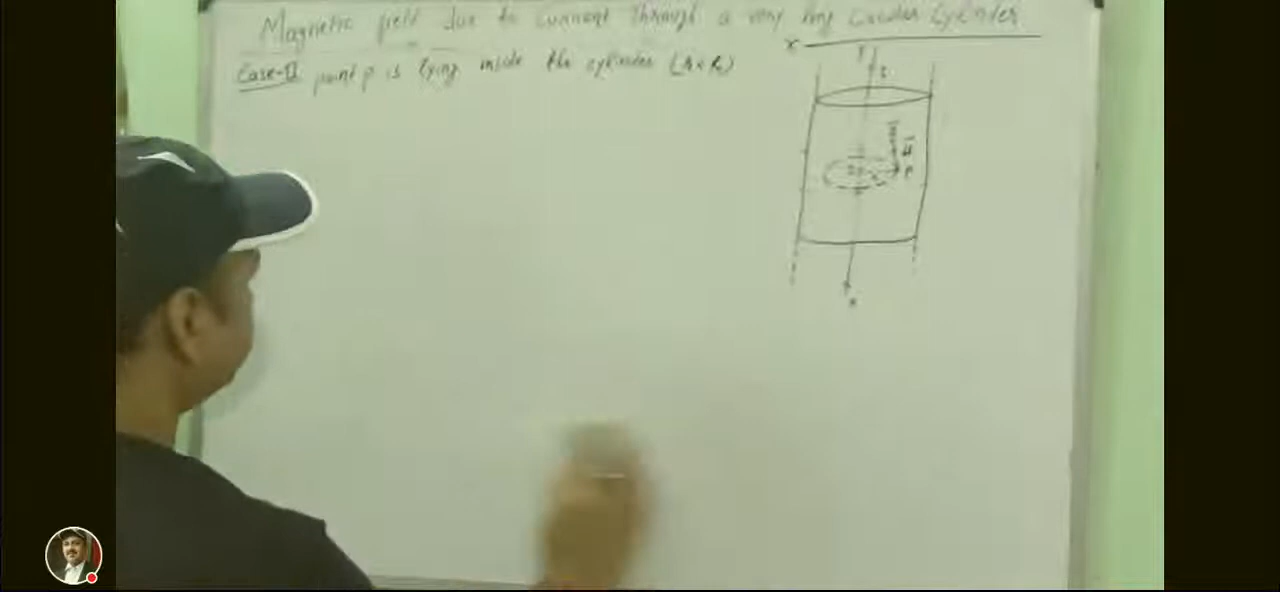 Magnetic field due to current through a very long Circular Cylinder
Case-II point p is lying inside the cylinder (r<R)
P